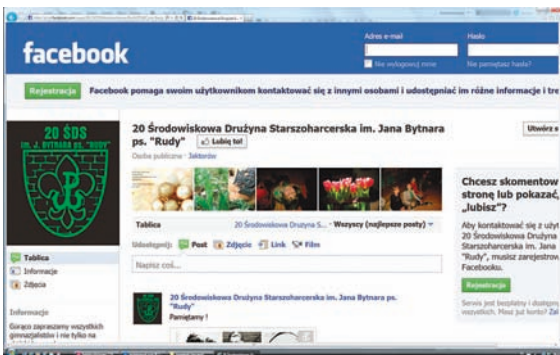 Adres e-mail
Hasło
facebook
Nie wylogowuj mnie
Nie pamiętasz hasła?
Rejestracja
Facebook pomaga swoim użytkownikom kontaktować się z innymi osobami i udostępniać im różne informacje i tre
20 ŚDS
IM. J. BYTNARA PS. "RUDY"
20 Środowiskowa Drużyna Starszoharcerska im. Jana Bytnara
ps. "Rudy"
Lubię to!
Osoba publiczna · Jaktorów
Utwórz s
Tablica
20 Środowiskowa Drużyna S... · Wszyscy (najlepsze posty)
Udostępnij:
Post
Zdjęcie
Link
Film
Napisz coś...
Chcesz skomentow
stronę lub pokazać,
„lubisz"?
Aby kontaktować się z użyt
20 Środowiskowa Drużyna
Starszoharcerska im. Jana
"Rudy", musisz zarejestrow
Facebooku.
Rejestracja
Serwis jest bezpłatny i dostępny
wszystkich. Masz już konto? Zal
Tablica
Informacje
Zdjęcia
Informacje
Gorąco zapraszamy wszystkich
gimnazjalistów i nie tylko na
20 Środowiskowa Drużyna Starszoharcerska im. Jana Bytnara ps.
"Rudy"
Pamiętamy !